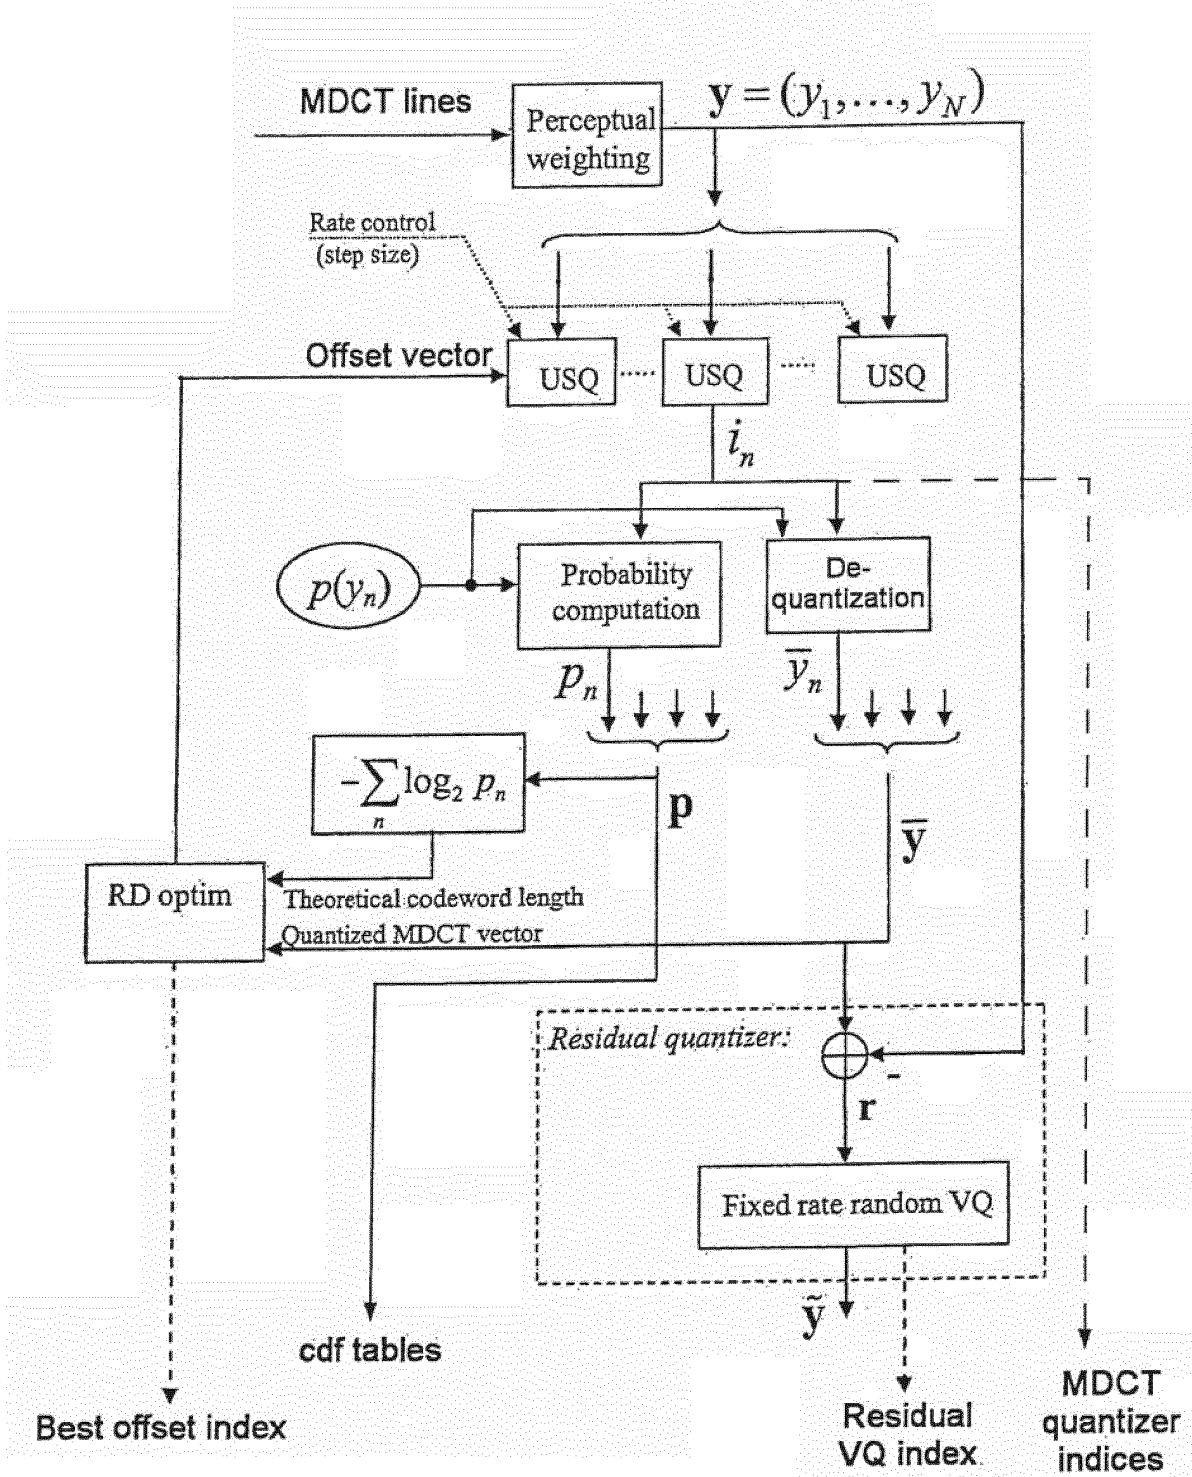 MDCT lines
Perceptual
weighting
y = (y₁,..., y_N)
Rate control
(step size)
Offset vector
USQ ..... USQ ..... USQ
iₙ
p(yₙ)
Probability
computation
De-
quantization
pₙ
y̅ₙ
-∑ₙ log₂ pₙ
p
y̅
RD optim
Theoretical codeword length
Quantized MDCT vector
Residual quantizer:
-
r
Fixed rate random VQ
ỹ
cdf tables
Best offset index
Residual
VQ index
MDCT
quantizer
indices